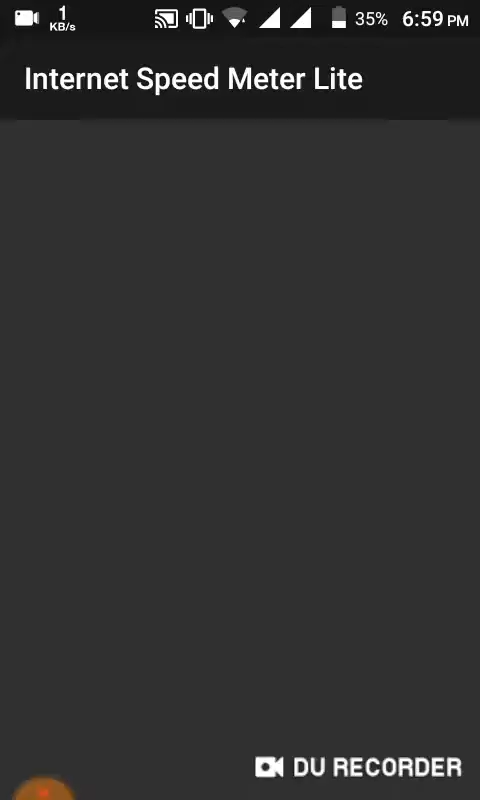 1
KB/s
35%
6:59 PM
Internet Speed Meter Lite
DU RECORDER